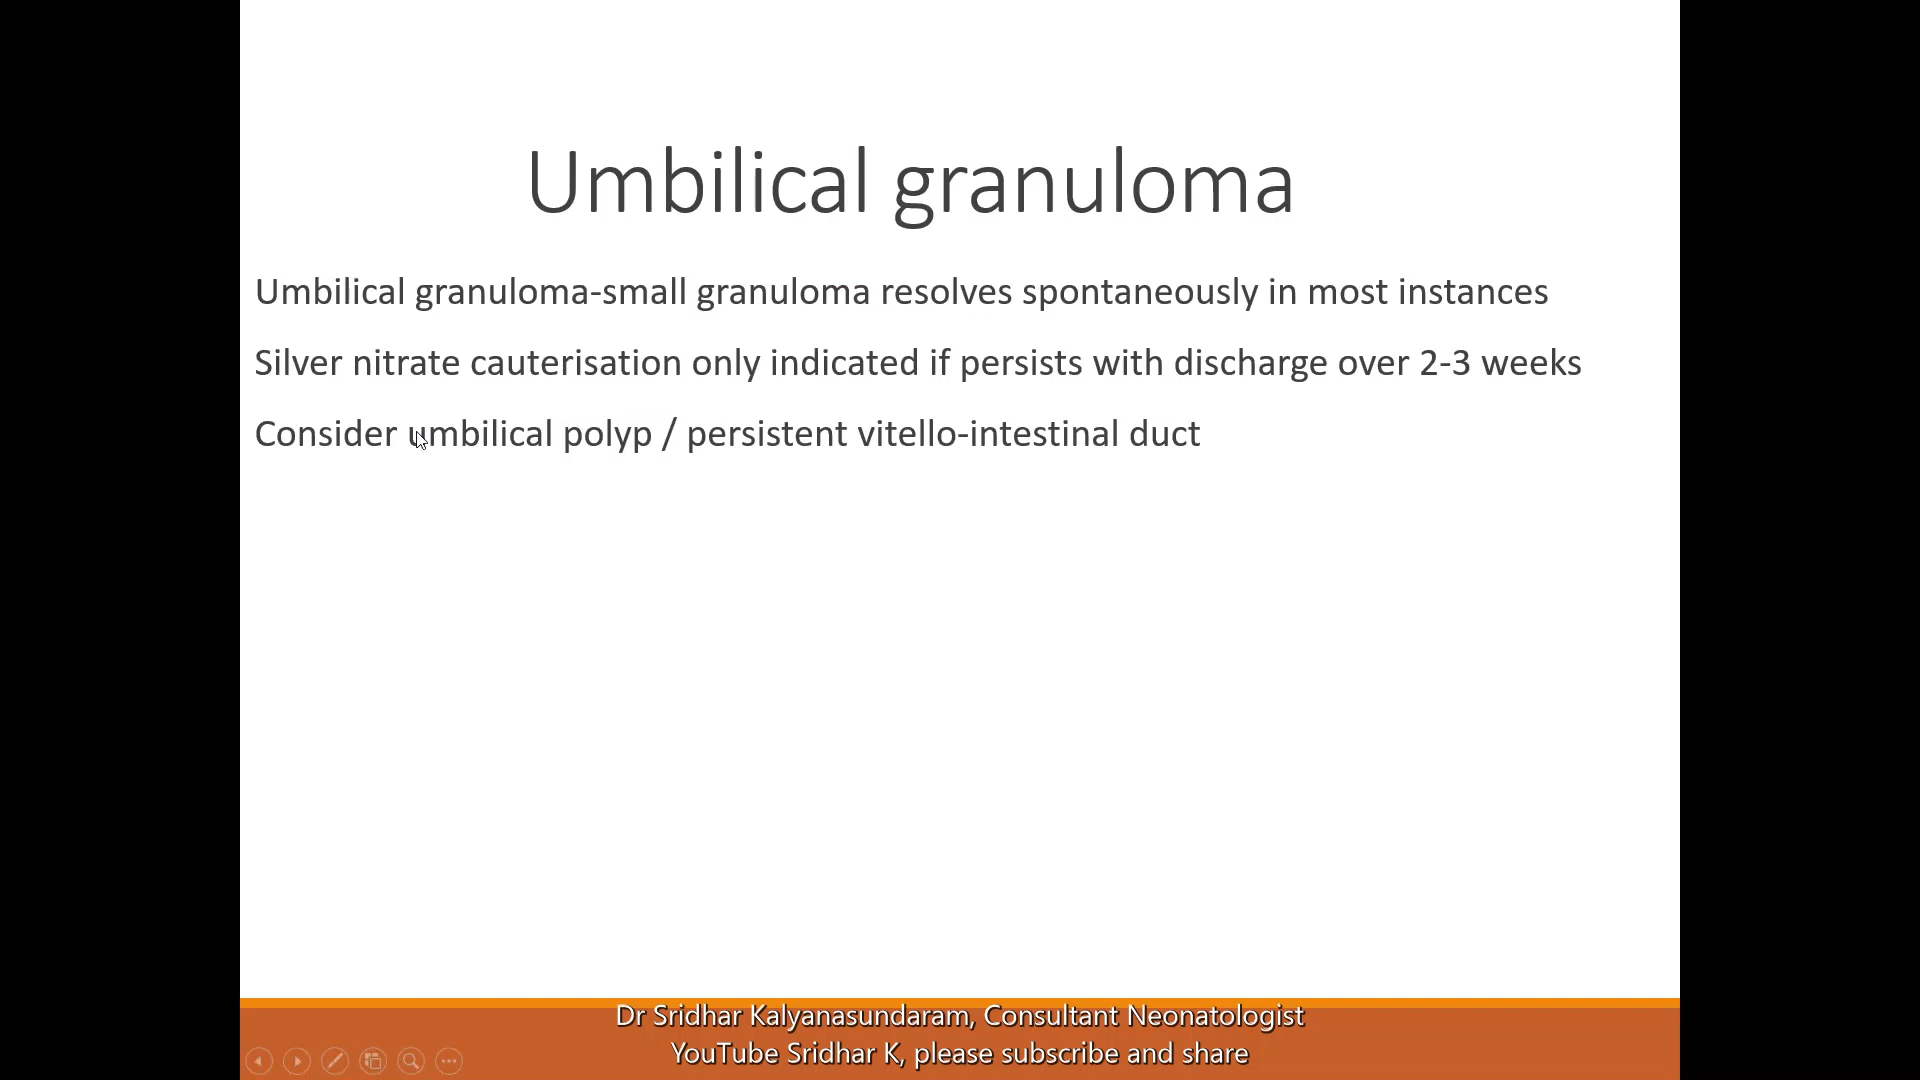 Umbilical granuloma
Umbilical granuloma-small granuloma resolves spontaneously in most instances
Silver nitrate cauterisation only indicated if persists with discharge over 2-3 weeks
Consider umbilical polyp / persistent vitello-intestinal duct
Dr Sridhar Kalyanasundaram, Consultant Neonatologist
YouTube Sridhar K, please subscribe and share